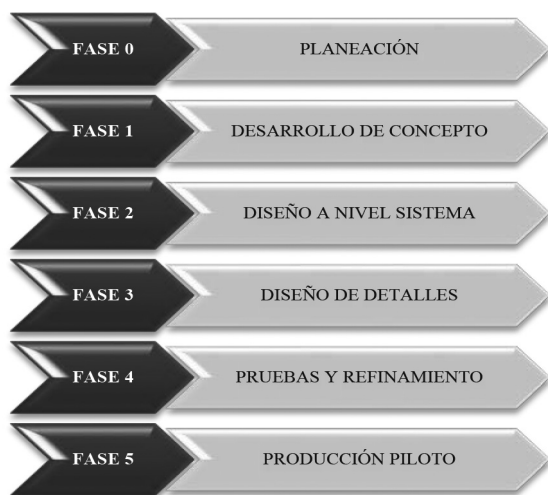 FASE 0 PLANEACIÓN
FASE 1 DESARROLLO DE CONCEPTO
FASE 2 DISEÑO A NIVEL SISTEMA
FASE 3 DISEÑO DE DETALLES
FASE 4 PRUEBAS Y REFINAMIENTO
FASE 5 PRODUCCIÓN PILOTO